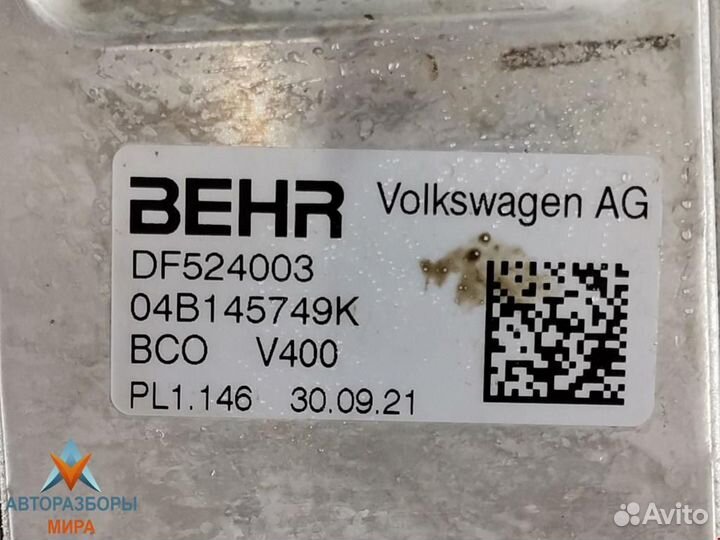 BEHR Volkswagen AG
DF524003
04B145749K
BCO V400
PL1.146 30.09.21
АВТОРАЗБОРЫ
МИРА
Avito